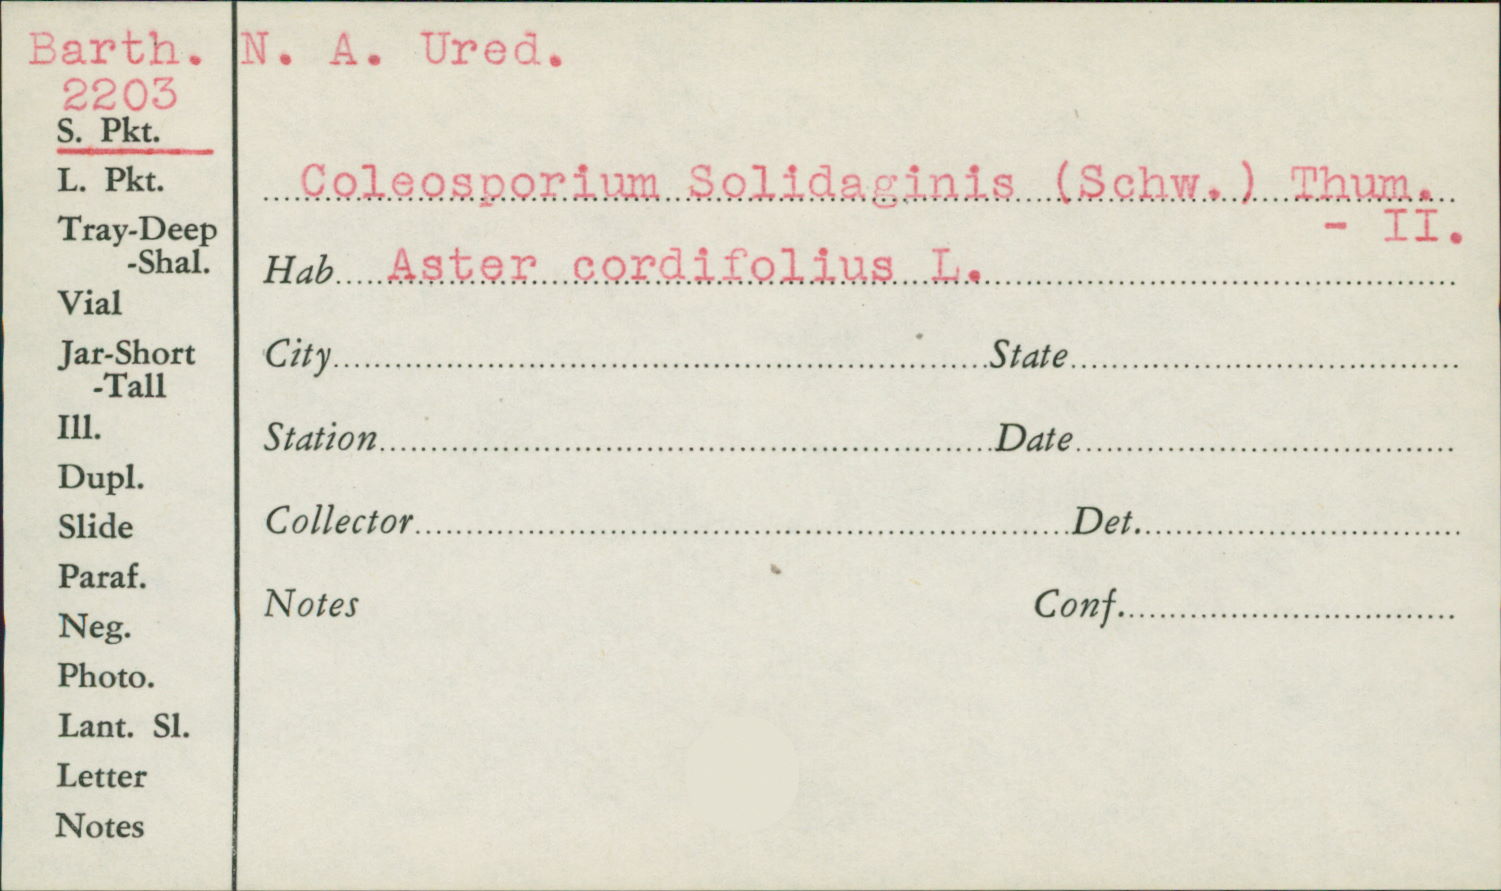 Barth. N. A. Ured.
2203
S. Pkt.
L. Pkt.
Tray-Deep
-Shal.
Vial
Jar-Short
-Tall
Ill.
Dupl.
Slide
Paraf.
Neg.
Photo.
Lant. Sl.
Letter
Notes
Coleosporium Solidaginis (Schw.) Thum.
- II.
Hab Aster cordifolius L.
City State
Station Date
Collector Det.
Notes Conf.